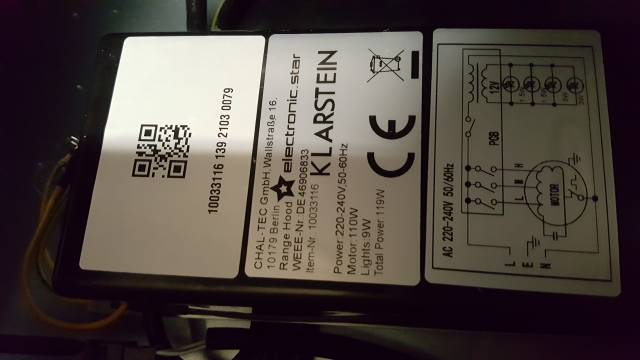 10033116 139 2103 0079
electronic.star
KLARSTEIN
CHAL-TEC GmbH,Wallstraße 16.
10179 Berlin
Range Hood
WEEE-Nr: DE 46906833
Item-Nr. 10033116
Power 220-240V,50-60Hz
Motor:110W
Lights:9W
Total Power 119W
CE
12V
PCB
H
M
L
MOTOR
AC 220-240V 50/60Hz
L E N